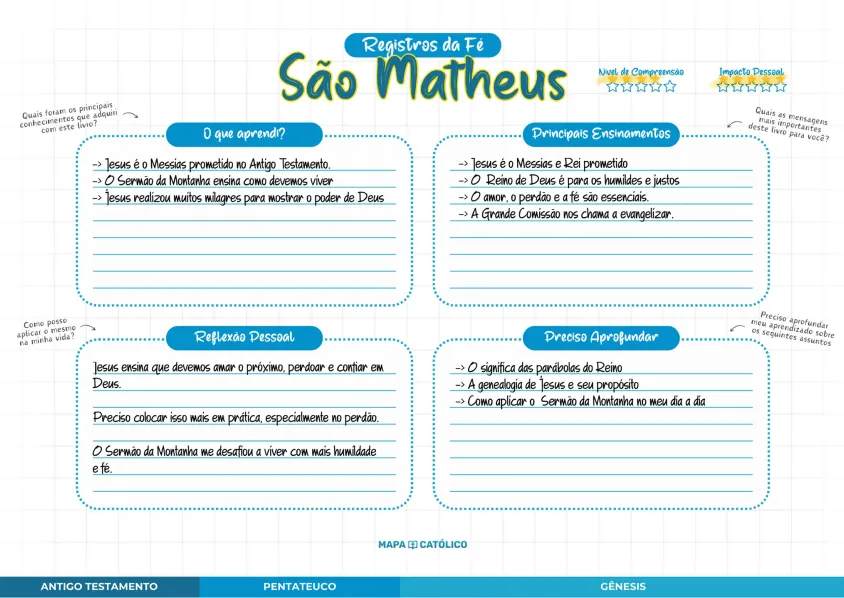 Registros da Fé
São Matheus
Nível de Compreensão
Impacto Pessoal
Quais foram os principais
conhecimentos que adquiri
com este livro?
Quais as mensagens
mais importantes
deste livro para você?
O que aprendi?
-> Jesus é o Messias prometido no Antigo Testamento.
-> O Sermão da Montanha ensina como devemos viver
-> Jesus realizou muitos milagres para mostrar o poder de Deus
Principais Ensinamentos
-> Jesus é o Messias e Rei prometido
-> O Reino de Deus é para os humildes e justos
-> O amor, o perdão e a fé são essenciais.
-> A Grande Comissão nos chama a evangelizar.
Como posso
aplicar o mesmo
na minha vida?
Preciso aprofundar
meu aprendizado sobre
os seguintes assuntos
Reflexão Pessoal
Jesus ensina que devemos amar o próximo, perdoar e confiar em
Deus.
Preciso colocar isso mais em prática, especialmente no perdão.
O Sermão da Montanha me desafiou a viver com mais humildade
e fé.
Preciso Aprofundar
-> O significa das parábolas do Reino
-> A genealogia de Jesus e seu propósito
-> Como aplicar o Sermão da Montanha no meu dia a dia
MAPA CATÓLICO
ANTIGO TESTAMENTO
PENTATEUCO
GÊNESIS